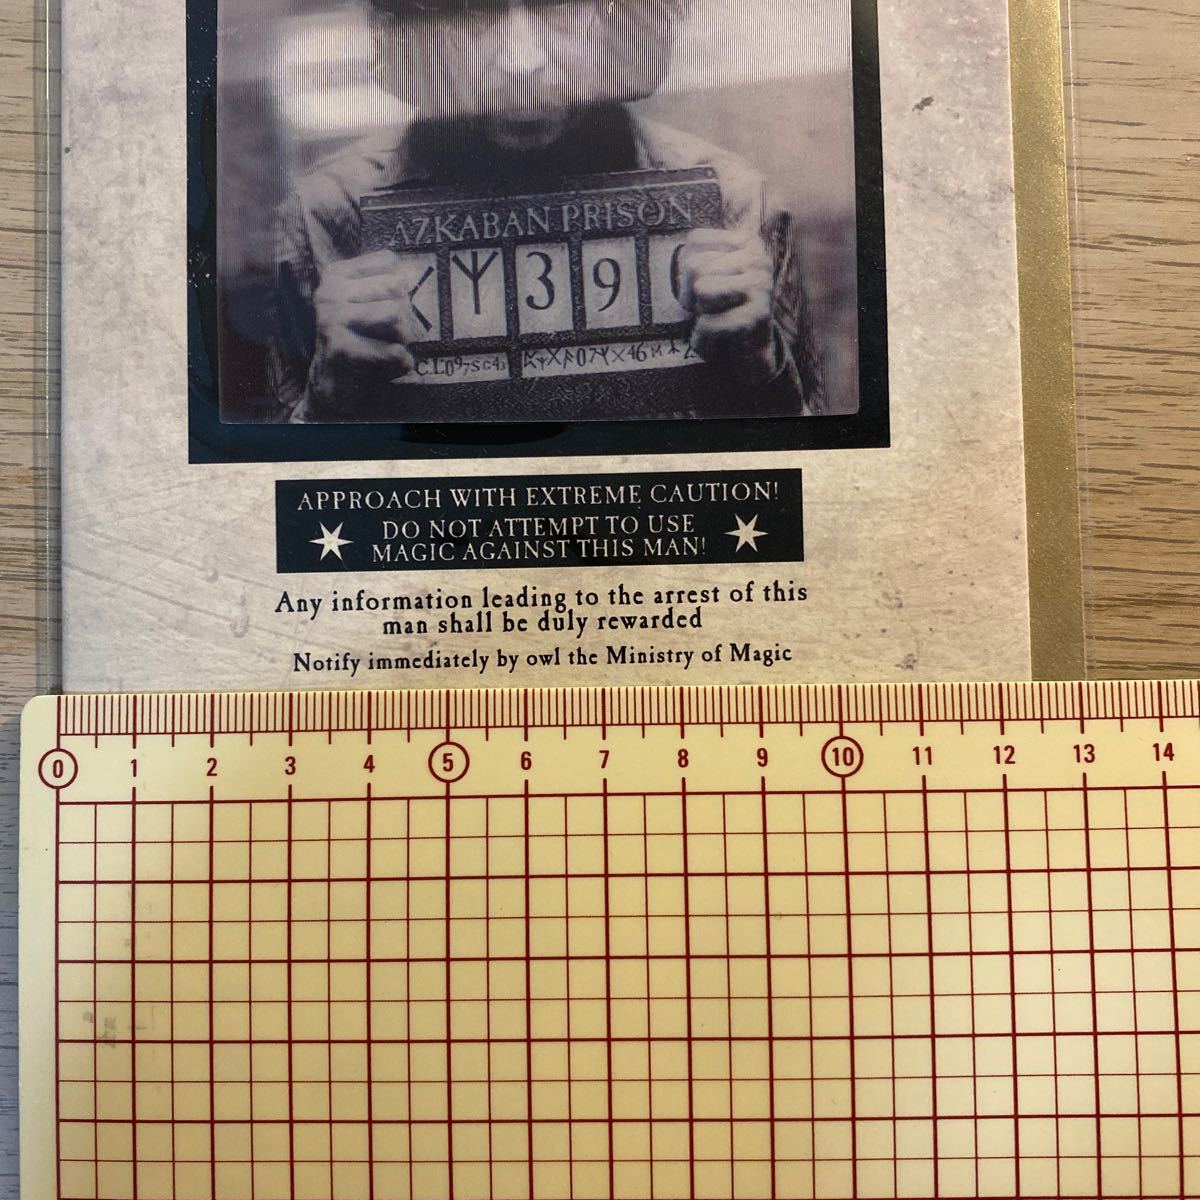 AZKABAN PRISON
39
APPROACH WITH EXTREME CAUTION!
DO NOT ATTEMPT TO USE
MAGIC AGAINST THIS MAN!
Any information leading to the arrest of this
man shall be duly rewarded
Notify immediately by owl the Ministry of Magic
0 1 2 3 4 5 6 7 8 9 10 11 12 13 14